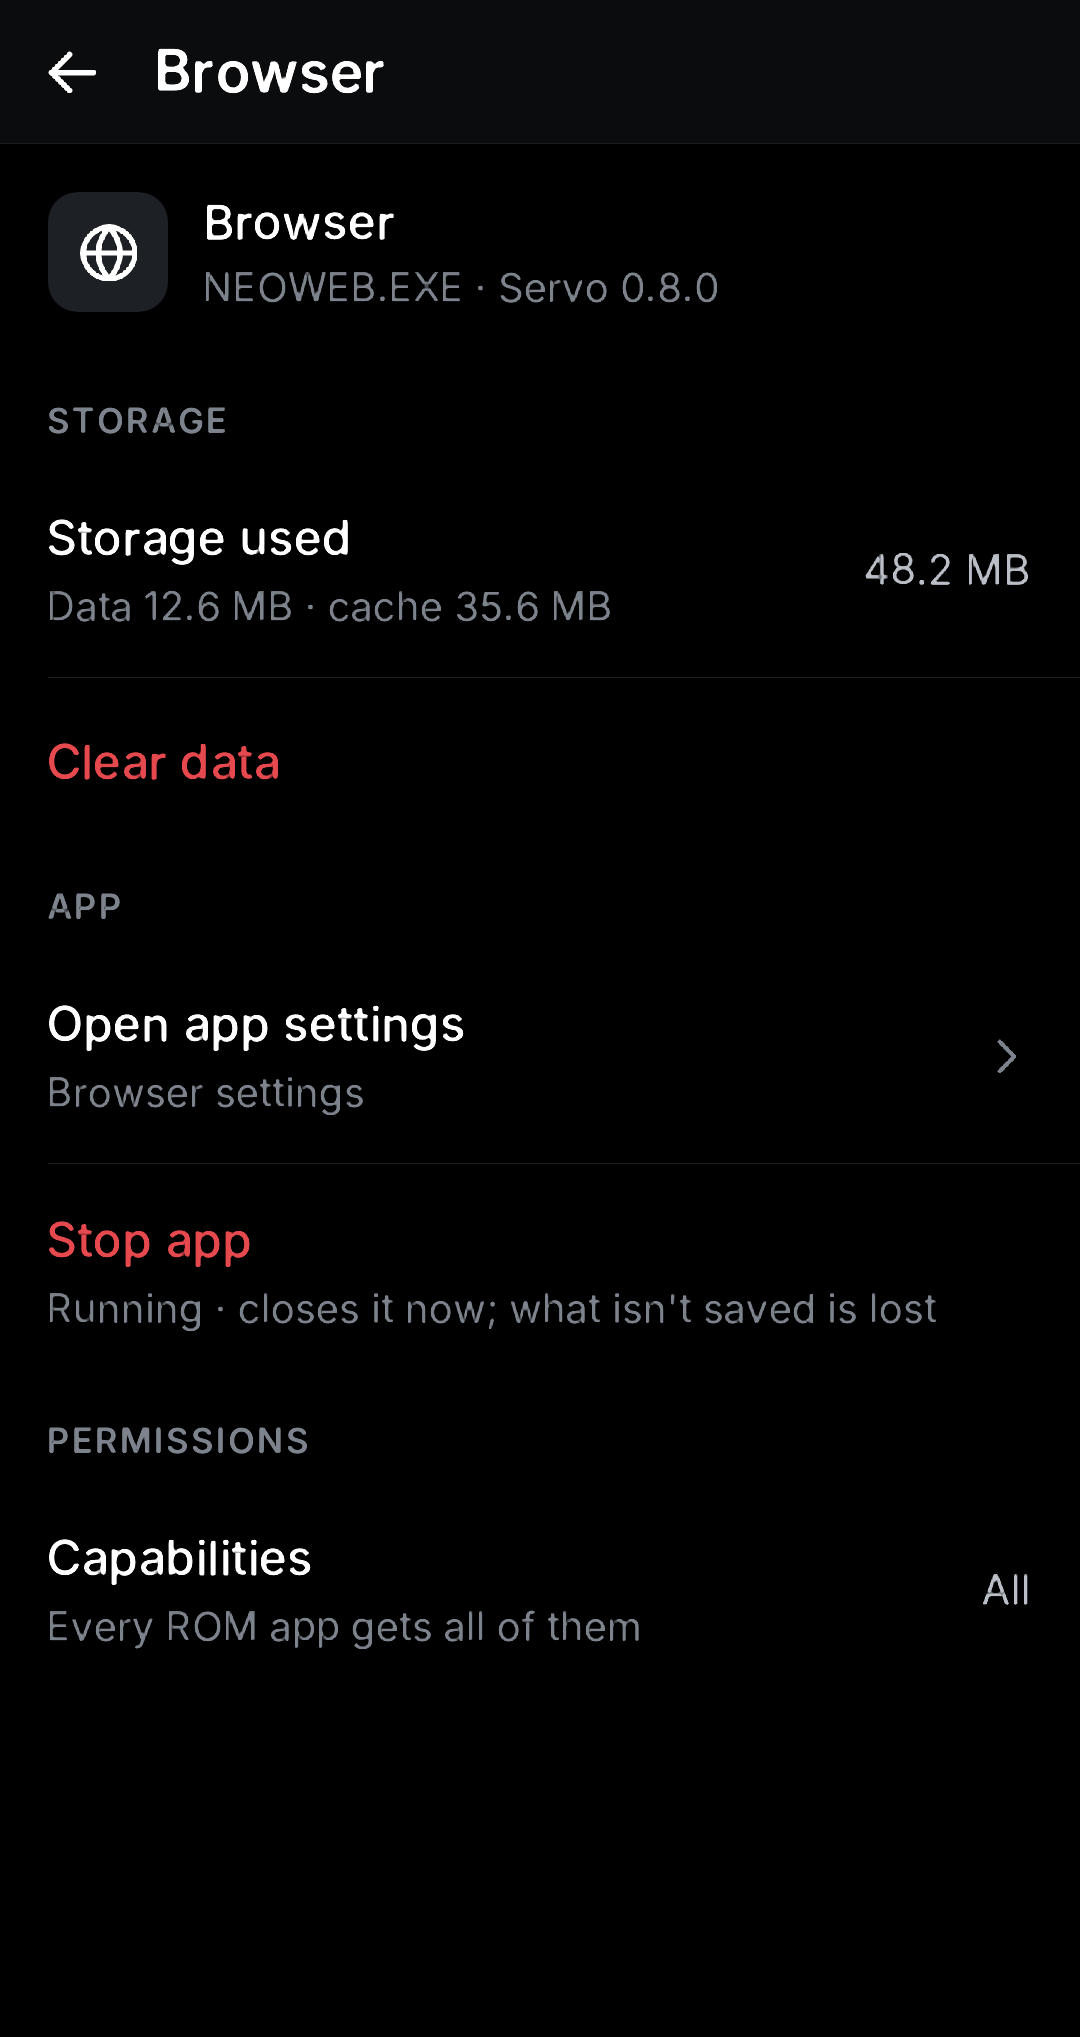 Browser
Browser
NEOWEB.EXE · Servo 0.8.0
STORAGE
Storage used
48.2 MB
Data 12.6 MB · cache 35.6 MB
Clear data
APP
Open app settings
Browser settings
Stop app
Running · closes it now; what isn't saved is lost
PERMISSIONS
Capabilities
All
Every ROM app gets all of them